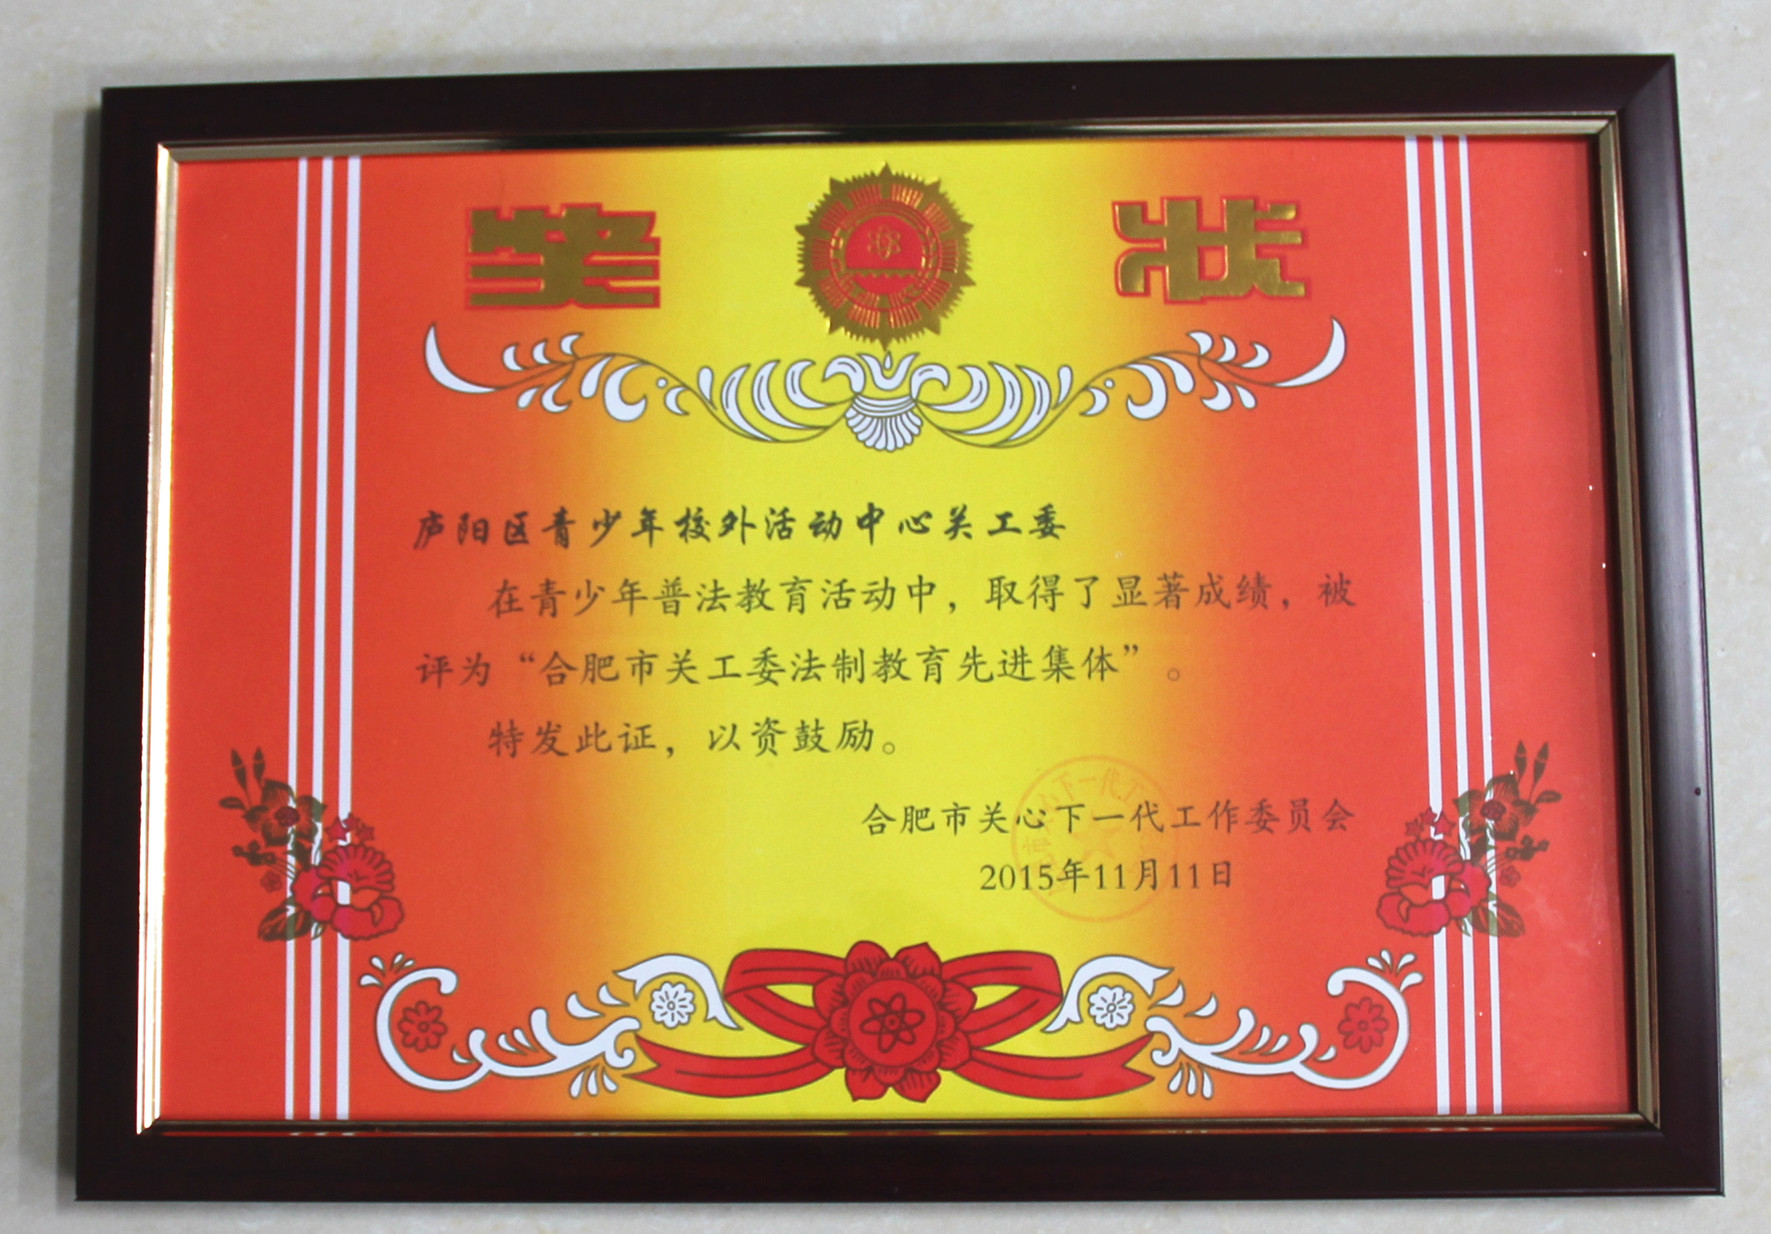 奖状
庐阳区青少年校外活动中心关工委
在青少年普法教育活动中，取得了显著成绩，被
评为“合肥市关工委法制教育先进集体”。
特发此证，以资鼓励。
合肥市关心下一代工作委员会
2015年11月11日